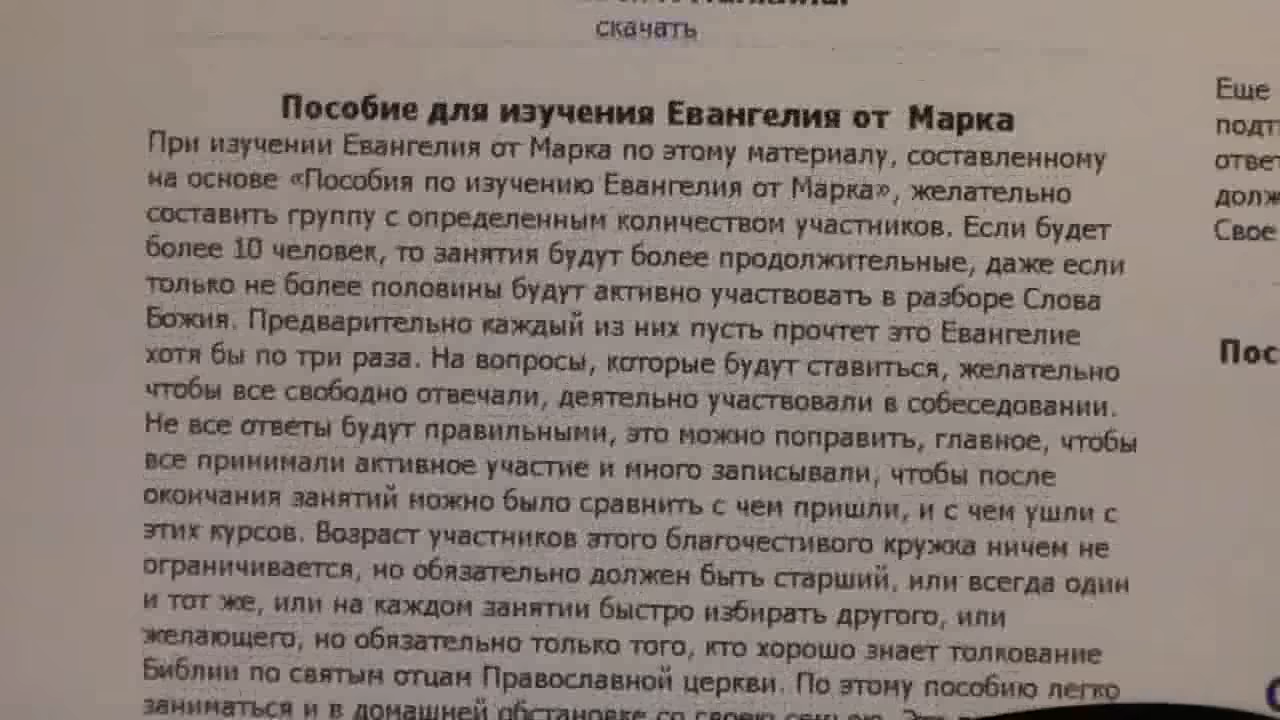 скачать
Пособие для изучения Евангелия от Марка
При изучении Евангелия от Марка по этому материалу, составленному
на основе «Пособия по изучению Евангелия от Марка», желательно
составить группу с определенным количеством участников. Если будет
более 10 человек, то занятия будут более продолжительные, даже если
только не более половины будут активно участвовать в разборе Слова
Божия. Предварительно каждый из них пусть прочтет это Евангелие
хотя бы по три раза. На вопросы, которые будут ставиться, желательно
чтобы все свободно отвечали, деятельно участвовали в собеседовании.
Не все ответы будут правильными, это можно поправить, главное, чтобы
все принимали активное участие и много записывали, чтобы после
окончания занятий можно было сравнить с чем пришли, и с чем ушли с
этих курсов. Возраст участников этого благочестивого кружка ничем не
ограничивается, но обязательно должен быть старший, или всегда один
и тот же, или на каждом занятии быстро избирать другого, или
желающего, но обязательно только того, кто хорошо знает толкование
Библии по святым отцам Православной церкви. По этому пособию легко
заниматься и в домашней обстановке со своею семьею.
Еще
подт
ответ
долж
Свое
Пос